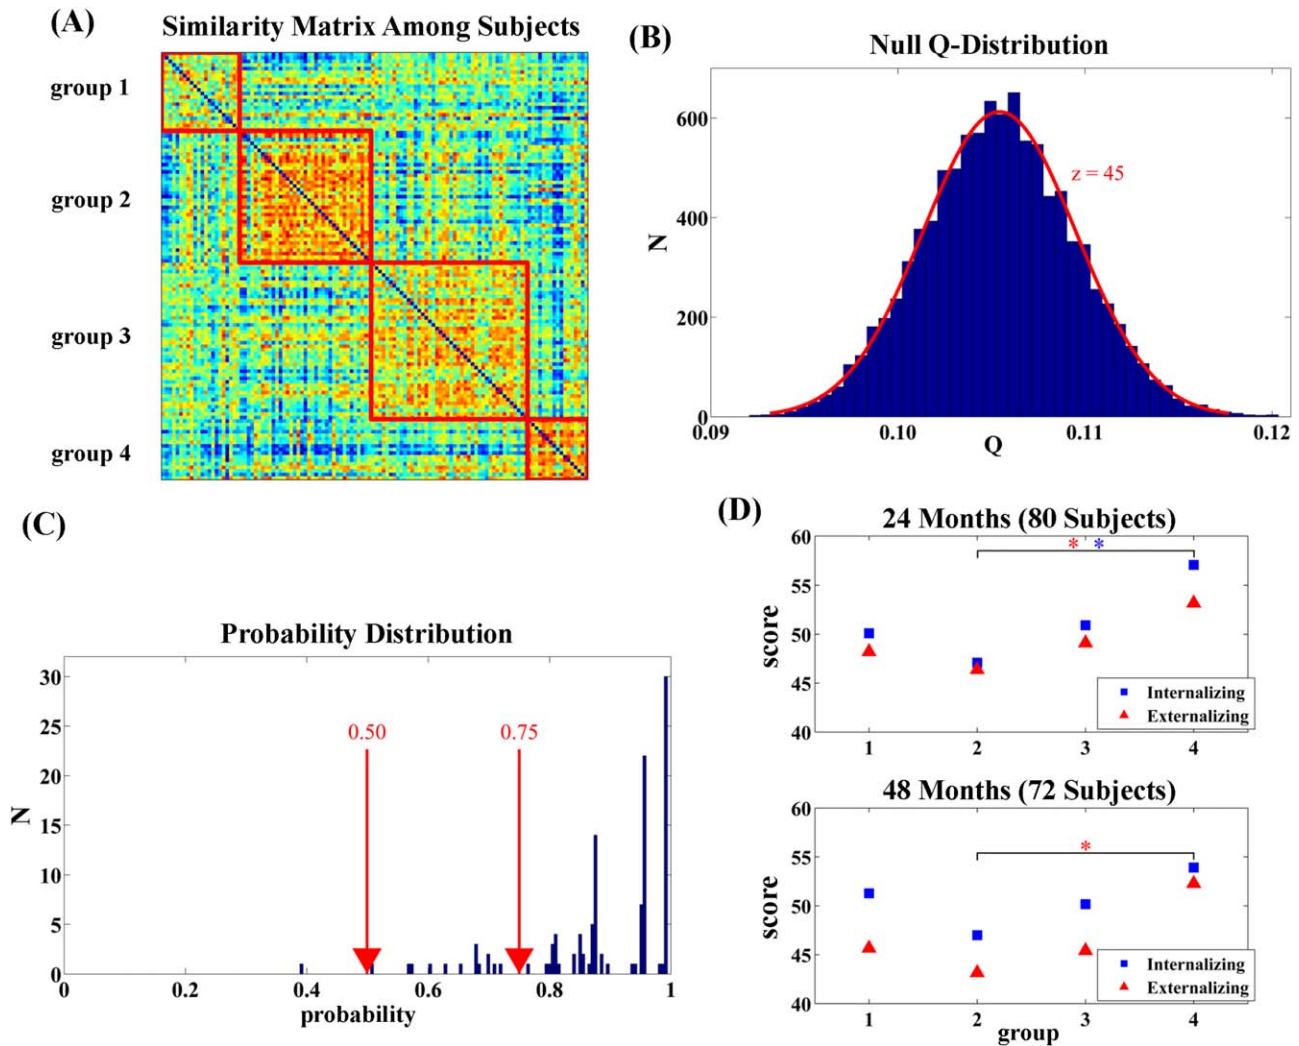 (A)
Similarity Matrix Among Subjects
group 1
group 2
group 3
group 4
(B)
Null Q-Distribution
600
400
200
0
N
z = 45
0.09 0.10 0.11 0.12
Q
(C)
Probability Distribution
30
25
20
15
10
5
0
N
0.50 0.75
0 0.2 0.4 0.6 0.8 1
probability
(D)
24 Months (80 Subjects)
60
55
50
45
40
score
* *
Internalizing
Externalizing
1 2 3 4
48 Months (72 Subjects)
60
55
50
45
40
score
*
Internalizing
Externalizing
1 2 3 4
group